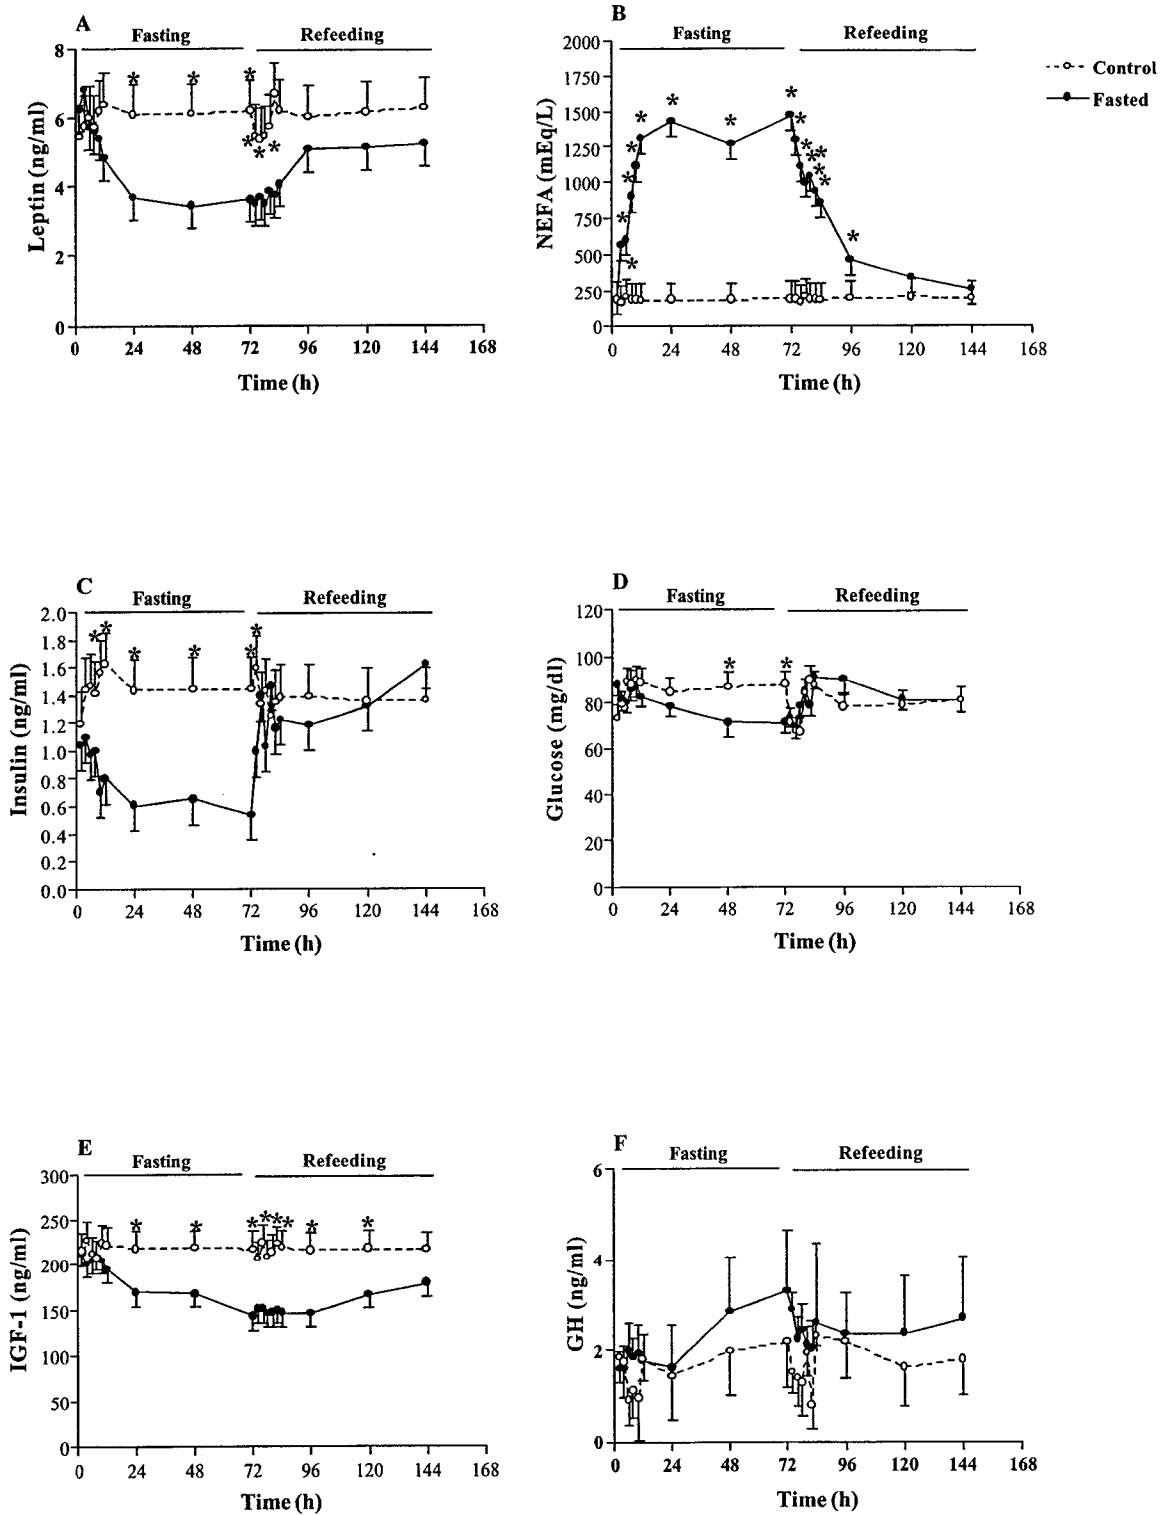 A
Fasting Refeeding
8
6
4
2
0
Leptin (ng/ml)
* * *
* * *
0 24 48 72 96 120 144 168
Time (h)
B
Fasting Refeeding
2000
1750
1500
1250
1000
750
500
250
0
NEFA (mEq/L)
* * * * * * * * * * * * * * * *
0 24 48 72 96 120 144 168
Time (h)
Control
Fasted
C
Fasting Refeeding
2.0
1.8
1.6
1.4
1.2
1.0
0.8
0.6
0.4
0.2
0.0
Insulin (ng/ml)
* * * * * *
0 24 48 72 96 120 144 168
Time (h)
D
Fasting Refeeding
120
100
80
60
40
20
0
Glucose (mg/dl)
* *
0 24 48 72 96 120 144 168
Time (h)
E
Fasting Refeeding
300
250
200
150
100
50
0
IGF-1 (ng/ml)
* * * * * * * *
0 24 48 72 96 120 144 168
Time (h)
F
Fasting Refeeding
6
4
2
0
GH (ng/ml)
0 24 48 72 96 120 144 168
Time (h)